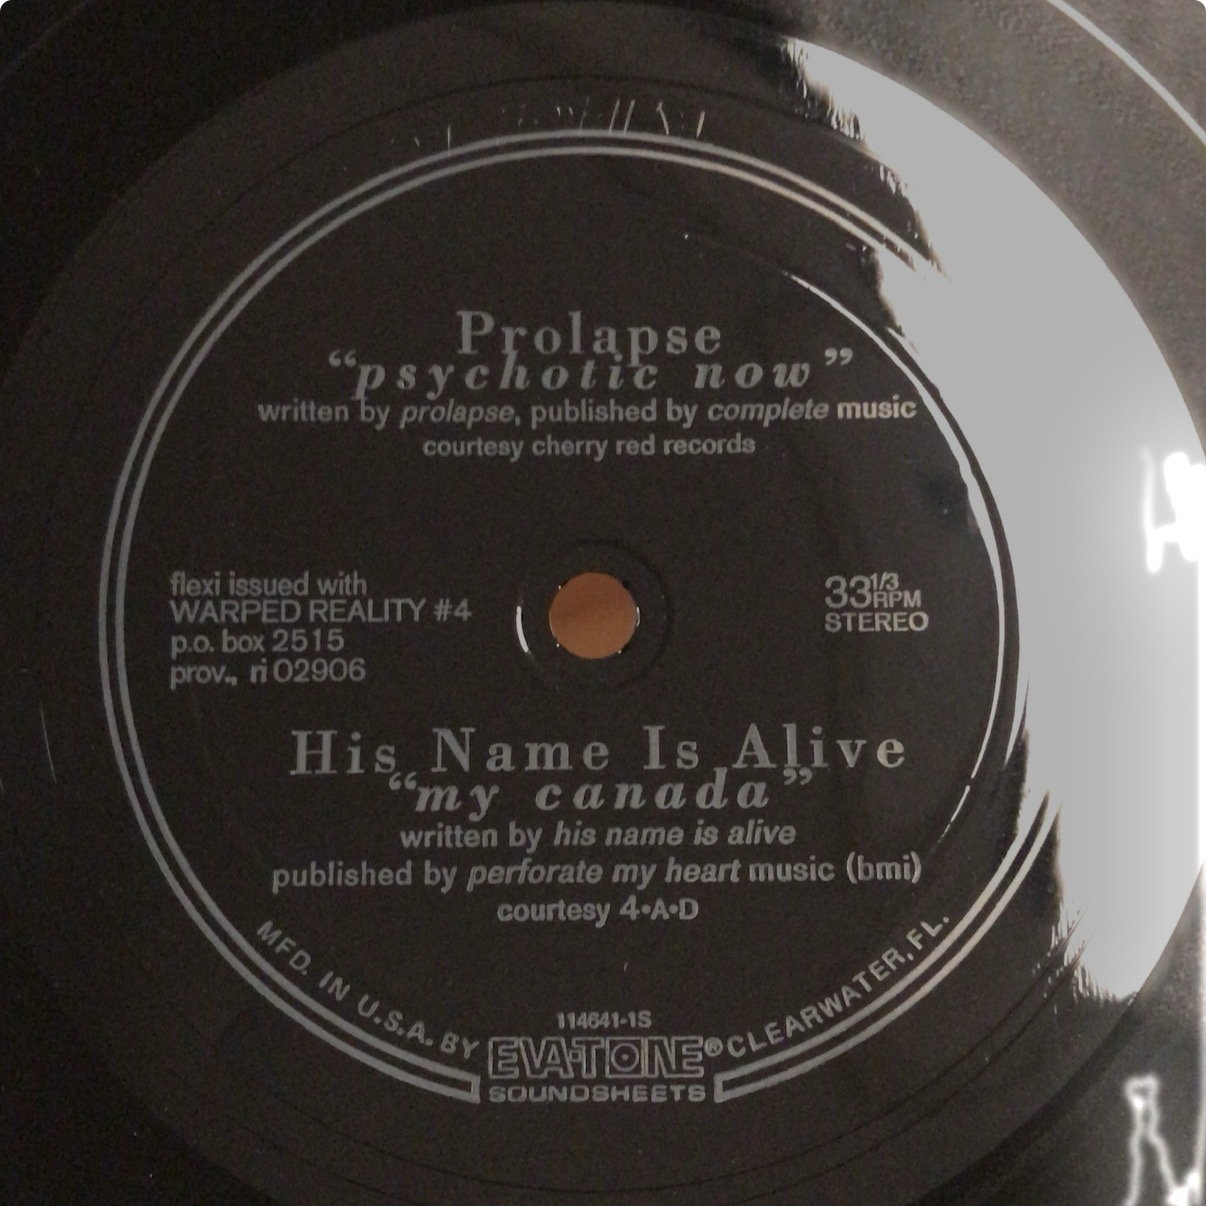 Prolapse
“psychotic now”
written by prolapse, published by complete music
courtesy cherry red records
flexi issued with
WARPED REALITY #4
p.o. box 2515
prov., ri 02906
33 1/3 RPM
STEREO
His Name Is Alive
“my canada”
written by his name is alive
published by perforate my heart music (bmi)
courtesy 4•A•D
114641-1S
MFD. IN U.S.A. BY EVA-TONE® CLEARWATER, FL.
SOUNDSHEETS